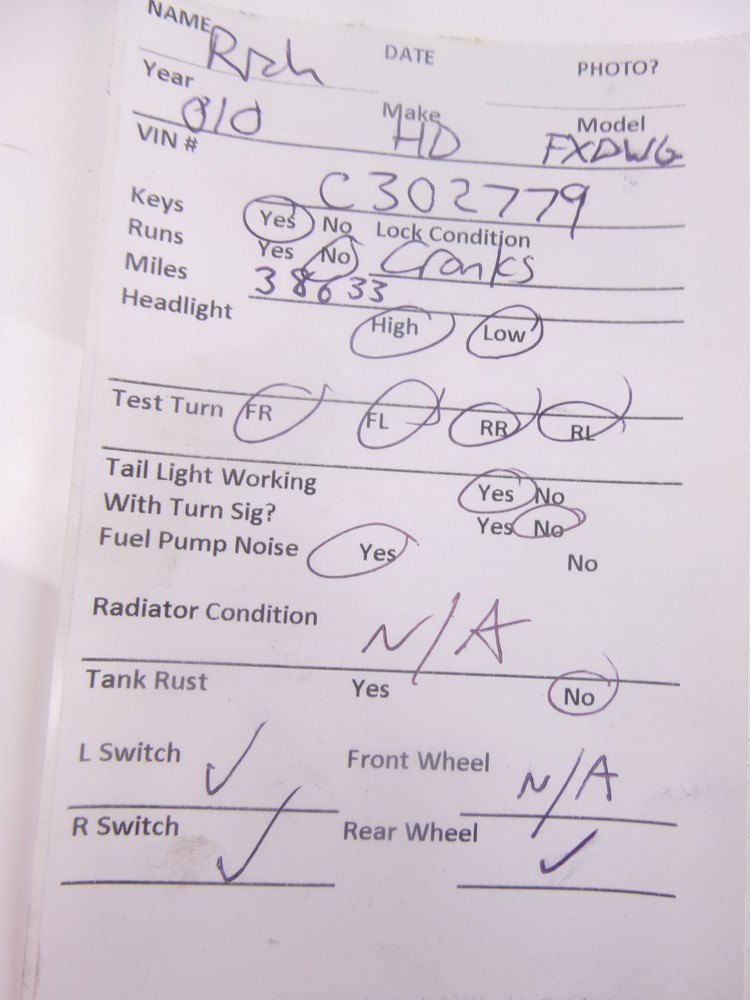 NAME Rich DATE PHOTO?
Year 010 Make HD Model FXDWG
VIN # C302779
Keys Yes No Lock Condition
Runs Yes No Cranks
Miles 38633
Headlight High Low
Test Turn FR FL RR RL
Tail Light Working Yes No
With Turn Sig? Yes No
Fuel Pump Noise Yes No
Radiator Condition N/A
Tank Rust Yes No
L Switch ✓ Front Wheel N/A
R Switch ✓ Rear Wheel ✓